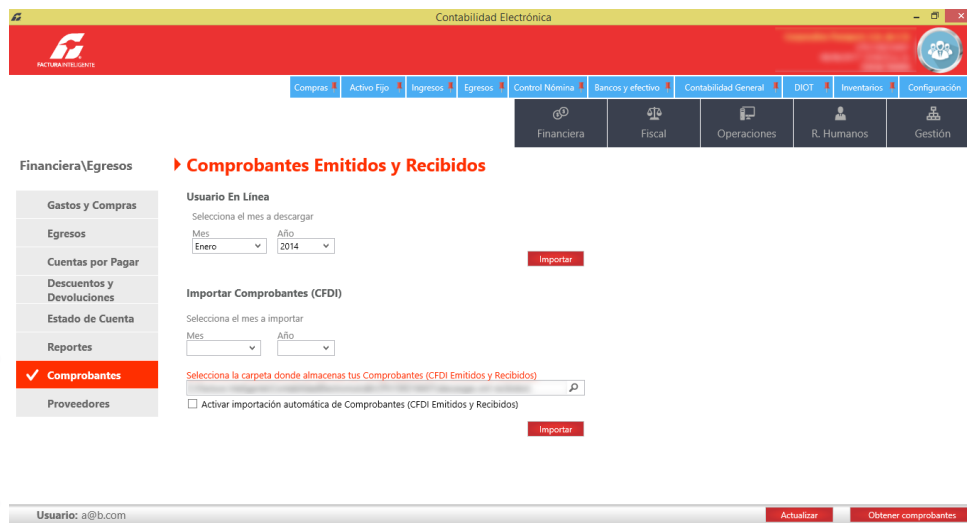 Contabilidad Electrónica
FACTURA INTELIGENTE
Compras Activo Fijo Ingresos Egresos Control Nómina Bancos y efectivo Contabilidad General DIOT Inventarios Configuración
Financiera Fiscal Operaciones R. Humanos Gestión
Financiera\Egresos
Gastos y Compras
Egresos
Cuentas por Pagar
Descuentos y
Devoluciones
Estado de Cuenta
Reportes
Comprobantes
Proveedores
Comprobantes Emitidos y Recibidos
Usuario En Línea
Selecciona el mes a descargar
Mes Año
Enero 2014
Importar
Importar Comprobantes (CFDI)
Selecciona el mes a importar
Mes Año
Selecciona la carpeta donde almacenas tus Comprobantes (CFDI Emitidos y Recibidos)
Activar importación automática de Comprobantes (CFDI Emitidos y Recibidos)
Importar
Usuario: a@b.com
Actualizar Obtener comprobantes